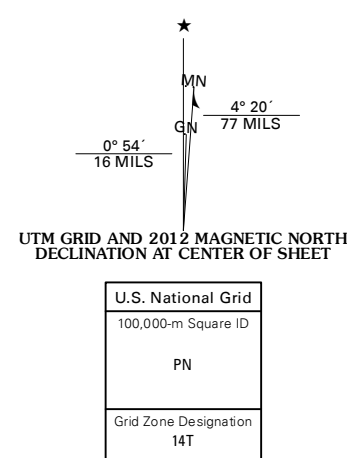 ★
MN
GN
4° 20´
77 MILS
0° 54´
16 MILS
UTM GRID AND 2012 MAGNETIC NORTH
DECLINATION AT CENTER OF SHEET
U.S. National Grid
100,000-m Square ID
PN
Grid Zone Designation
14T